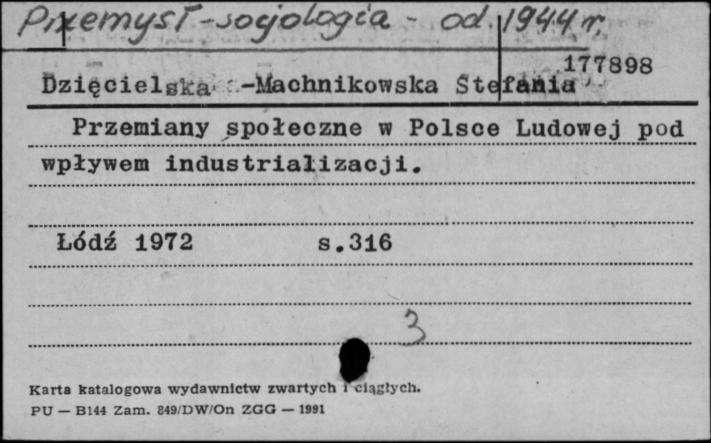 Przemysł - socjologia - od 1944 r.
177898
Dzięcielska -Machnikowska Stefania
Przemiany społeczne w Polsce Ludowej pod
wpływem industrializacji.
Łódź 1972 s.316
3
Karta katalogowa wydawnictw zwartych i ciągłych.
PU — B144 Zam. 849/DW/On ZGG — 1991